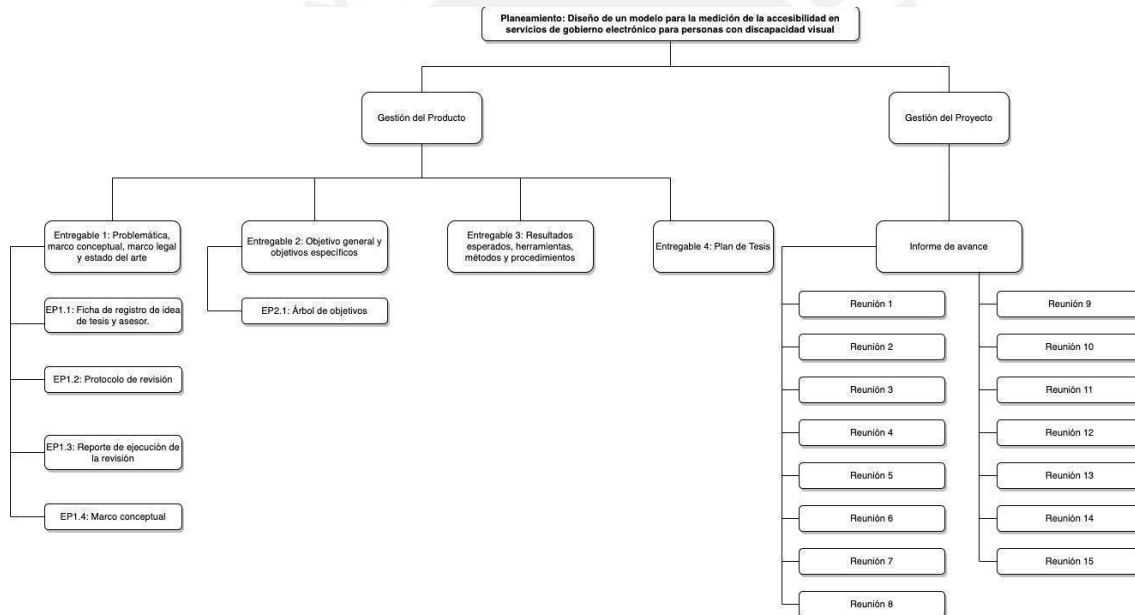 Planeamiento: Diseño de un modelo para la medición de la accesibilidad en
servicios de gobierno electrónico para personas con discapacidad visual
Gestión del Producto
Gestión del Proyecto
Entregable 1: Problemática,
marco conceptual, marco legal
y estado del arte
Entregable 2: Objetivo general y
objetivos específicos
Entregable 3: Resultados
esperados, herramientas,
métodos y procedimientos
Entregable 4: Plan de Tesis
Informe de avance
EP1.1: Ficha de registro de idea
de tesis y asesor.
EP1.2: Protocolo de revisión
EP1.3: Reporte de ejecución de
la revisión
EP1.4: Marco conceptual
EP2.1: Árbol de objetivos
Reunión 1
Reunión 2
Reunión 3
Reunión 4
Reunión 5
Reunión 6
Reunión 7
Reunión 8
Reunión 9
Reunión 10
Reunión 11
Reunión 12
Reunión 13
Reunión 14
Reunión 15